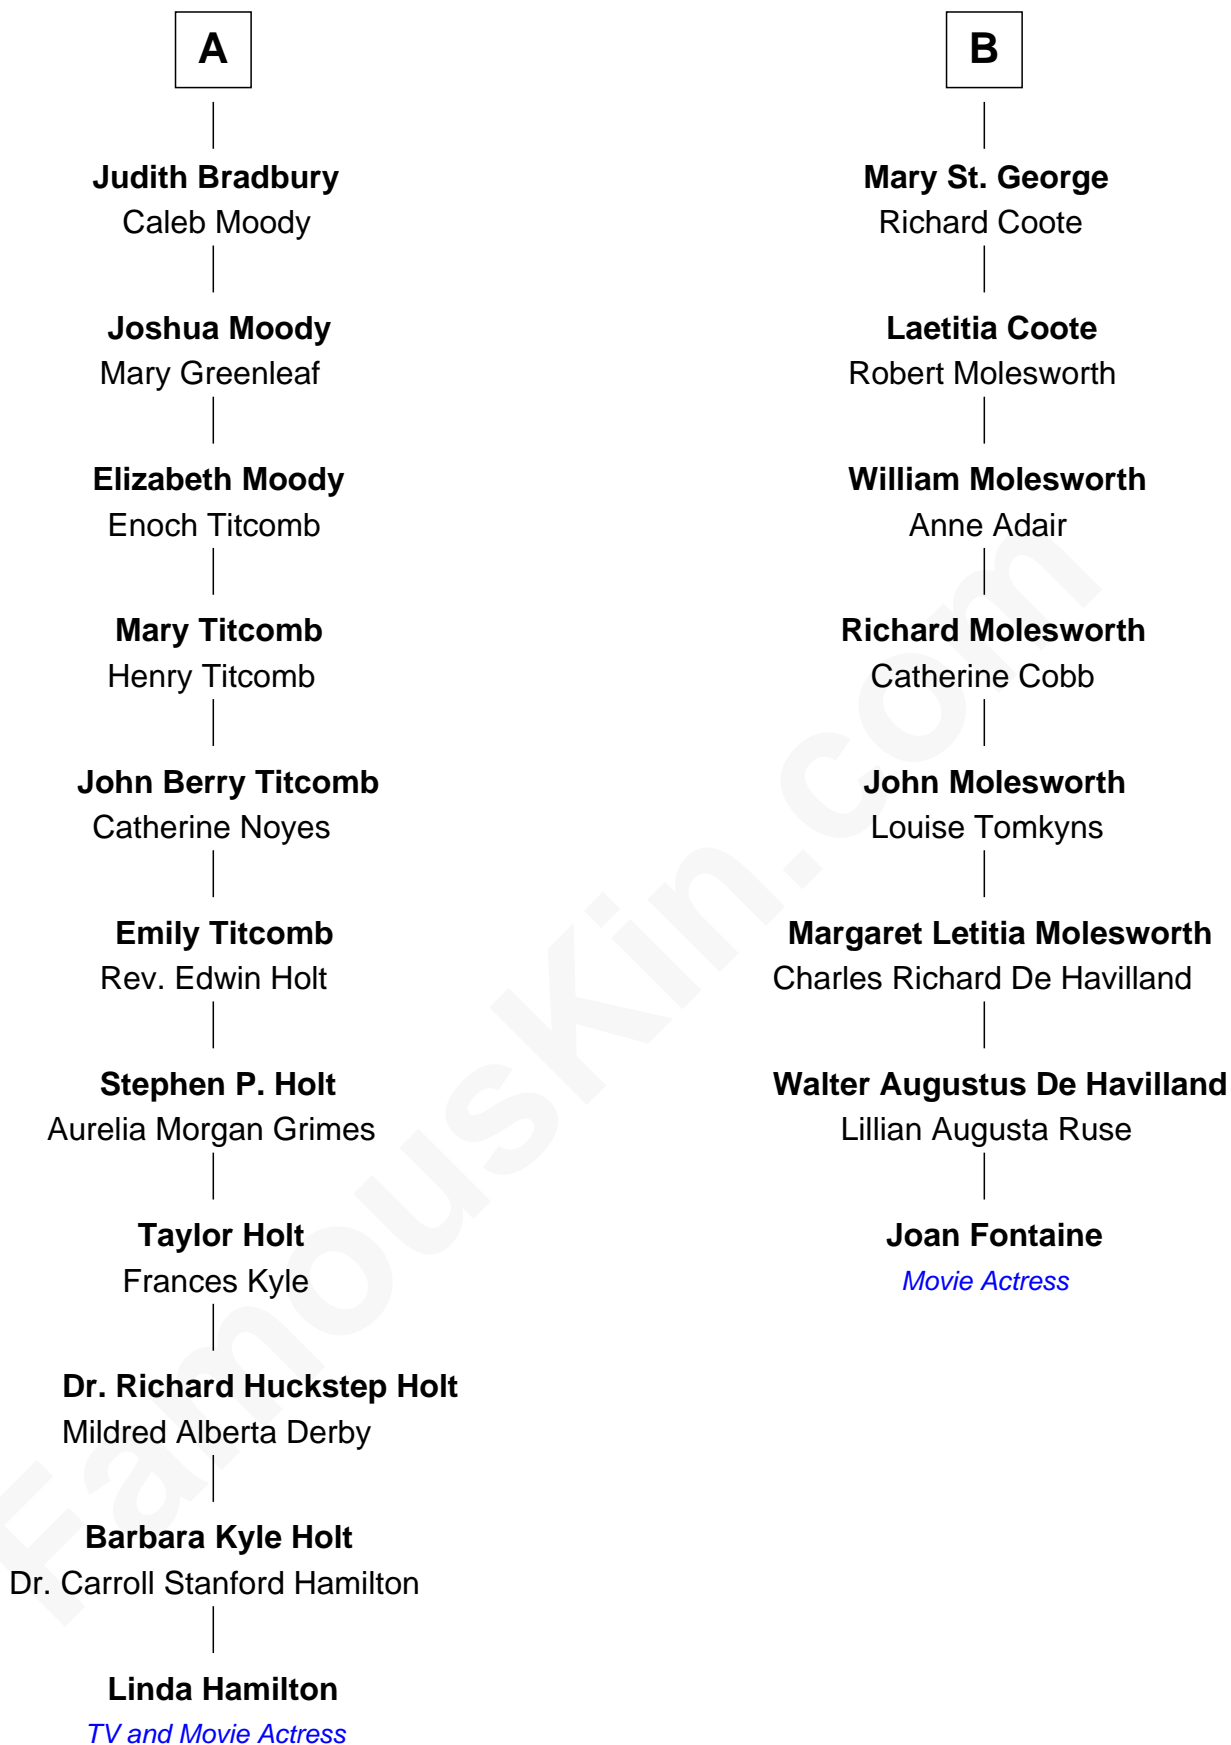 A
Judith Bradbury
Caleb Moody
Joshua Moody
Mary Greenleaf
Elizabeth Moody
Enoch Titcomb
Mary Titcomb
Henry Titcomb
John Berry Titcomb
Catherine Noyes
Emily Titcomb
Rev. Edwin Holt
Stephen P. Holt
Aurelia Morgan Grimes
Taylor Holt
Frances Kyle
Dr. Richard Huckstep Holt
Mildred Alberta Derby
Barbara Kyle Holt
Dr. Carroll Stanford Hamilton
Linda Hamilton
TV and Movie Actress
B
Mary St. George
Richard Coote
Laetitia Coote
Robert Molesworth
William Molesworth
Anne Adair
Richard Molesworth
Catherine Cobb
John Molesworth
Louise Tomkyns
Margaret Letitia Molesworth
Charles Richard De Havilland
Walter Augustus De Havilland
Lillian Augusta Ruse
Joan Fontaine
Movie Actress
FamousKin.com